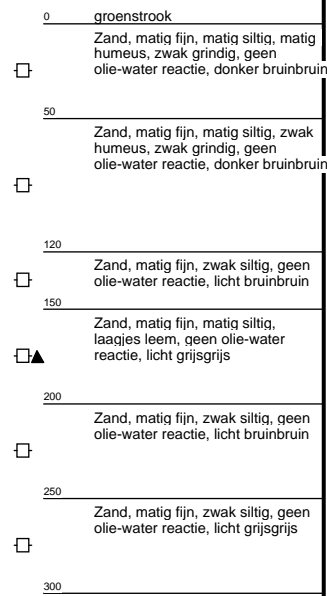 0 groenstrook
Zand, matig fijn, matig siltig, matig
humeus, zwak grindig, geen
olie-water reactie, donker bruinbruin
50
Zand, matig fijn, matig siltig, zwak
humeus, zwak grindig, geen
olie-water reactie, donker bruinbruin
120
Zand, matig fijn, zwak siltig, geen
olie-water reactie, licht bruinbruin
150
Zand, matig fijn, matig siltig,
laagjes leem, geen olie-water
reactie, licht grijsgrijs
200
Zand, matig fijn, zwak siltig, geen
olie-water reactie, licht bruinbruin
250
Zand, matig fijn, zwak siltig, geen
olie-water reactie, licht grijsgrijs
300